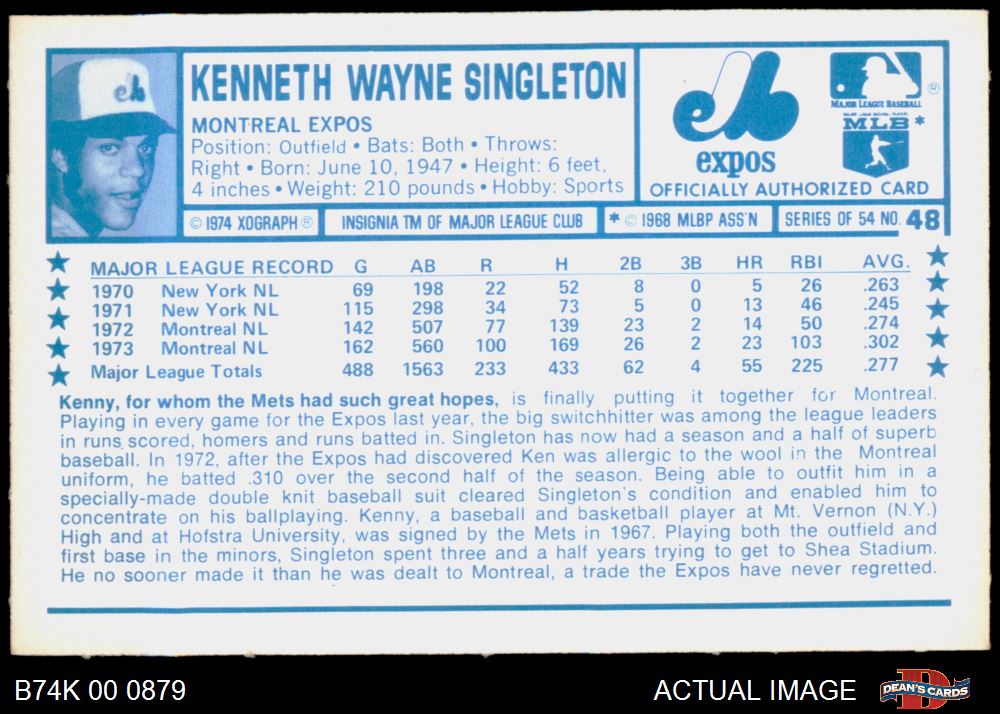 eb
KENNETH WAYNE SINGLETON
MONTREAL EXPOS
Position: Outfield • Bats: Both • Throws:
Right • Born: June 10, 1947 • Height: 6 feet,
4 inches • Weight: 210 pounds • Hobby: Sports
eb
expos
MAJOR LEAGUE BASEBALL
®
MAJOR LEAGUE BASEBALL PLAYERS
MLB *
OFFICIALLY AUTHORIZED CARD
© 1974 XOGRAPH ® INSIGNIA TM OF MAJOR LEAGUE CLUB * © 1968 MLBP ASS'N SERIES OF 54 NO. 48
MAJOR LEAGUE RECORD G AB R H 2B 3B HR RBI AVG.
1970 New York NL 69 198 22 52 8 0 5 26 .263
1971 New York NL 115 298 34 73 5 0 13 46 .245
1972 Montreal NL 142 507 77 139 23 2 14 50 .274
1973 Montreal NL 162 560 100 169 26 2 23 103 .302
Major League Totals 488 1563 233 433 62 4 55 225 .277
Kenny, for whom the Mets had such great hopes, is finally putting it together for Montreal.
Playing in every game for the Expos last year, the big switchhitter was among the league leaders
in runs scored, homers and runs batted in. Singleton has now had a season and a half of superb
baseball. In 1972, after the Expos had discovered Ken was allergic to the wool in the Montreal
uniform, he batted .310 over the second half of the season. Being able to outfit him in a
specially-made double knit baseball suit cleared Singleton's condition and enabled him to
concentrate on his ballplaying. Kenny, a baseball and basketball player at Mt. Vernon (N.Y.)
High and at Hofstra University, was signed by the Mets in 1967. Playing both the outfield and
first base in the minors, Singleton spent three and a half years trying to get to Shea Stadium.
He no sooner made it than he was dealt to Montreal, a trade the Expos have never regretted.
B74K 00 0879
ACTUAL IMAGE
D
DEAN'S CARDS